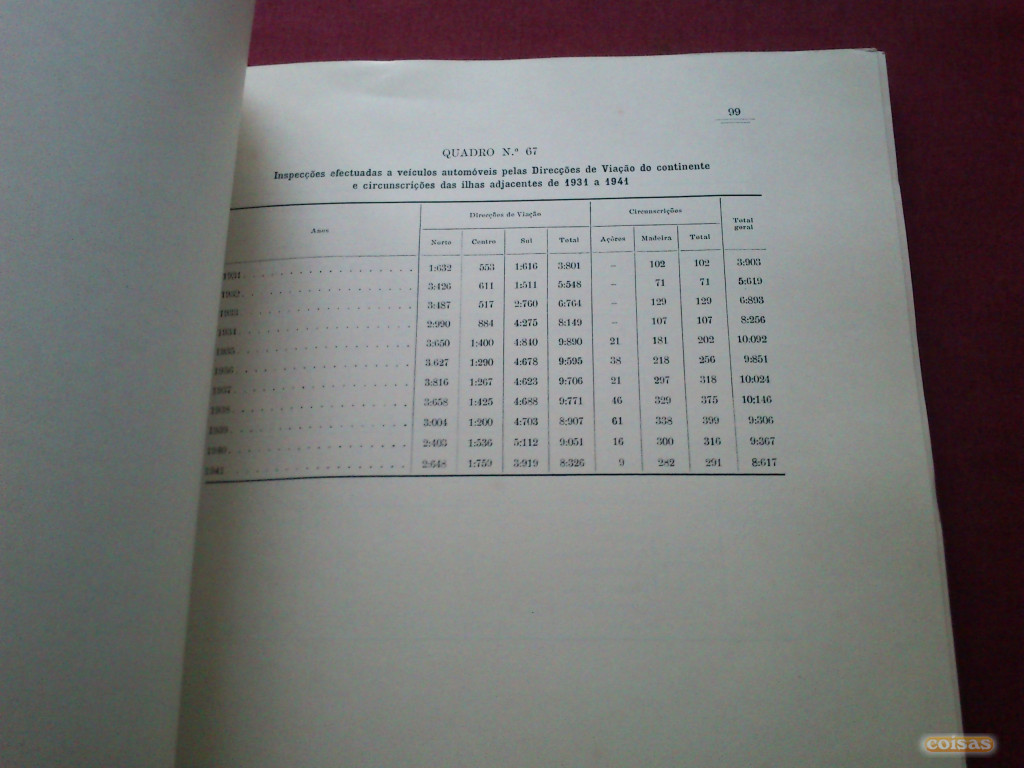 99
QUADRO N.º 67
Inspecções efectuadas a veículos automóveis pelas Direcções de Viação do continente
e circunscrições das ilhas adjacentes de 1931 a 1941
Anos Direcções de Viação Circunscrições Total geral
Norte Centro Sul Total Açôres Madeira Total
1931 1:632 553 1:616 3:801 – 102 102 3:903
1932 3:426 611 1:511 5:548 – 71 71 5:619
1933 3:487 517 2:760 6:764 – 129 129 6:893
1934 2:990 884 4:275 8:149 – 107 107 8:256
1935 3:650 1:400 4:840 9:890 21 181 202 10.092
1936 3.627 1:290 4:678 9:595 38 218 256 9:851
1937 3:816 1:267 4:623 9:706 21 297 318 10:024
1938 3:658 1:425 4:688 9:771 46 329 375 10:146
1939 3:004 1:200 4:703 8:907 61 338 399 9:306
1940 2:403 1:536 5:112 9:051 16 300 316 9:367
1941 2:648 1:759 3:919 8:326 9 282 291 8:617
coisas